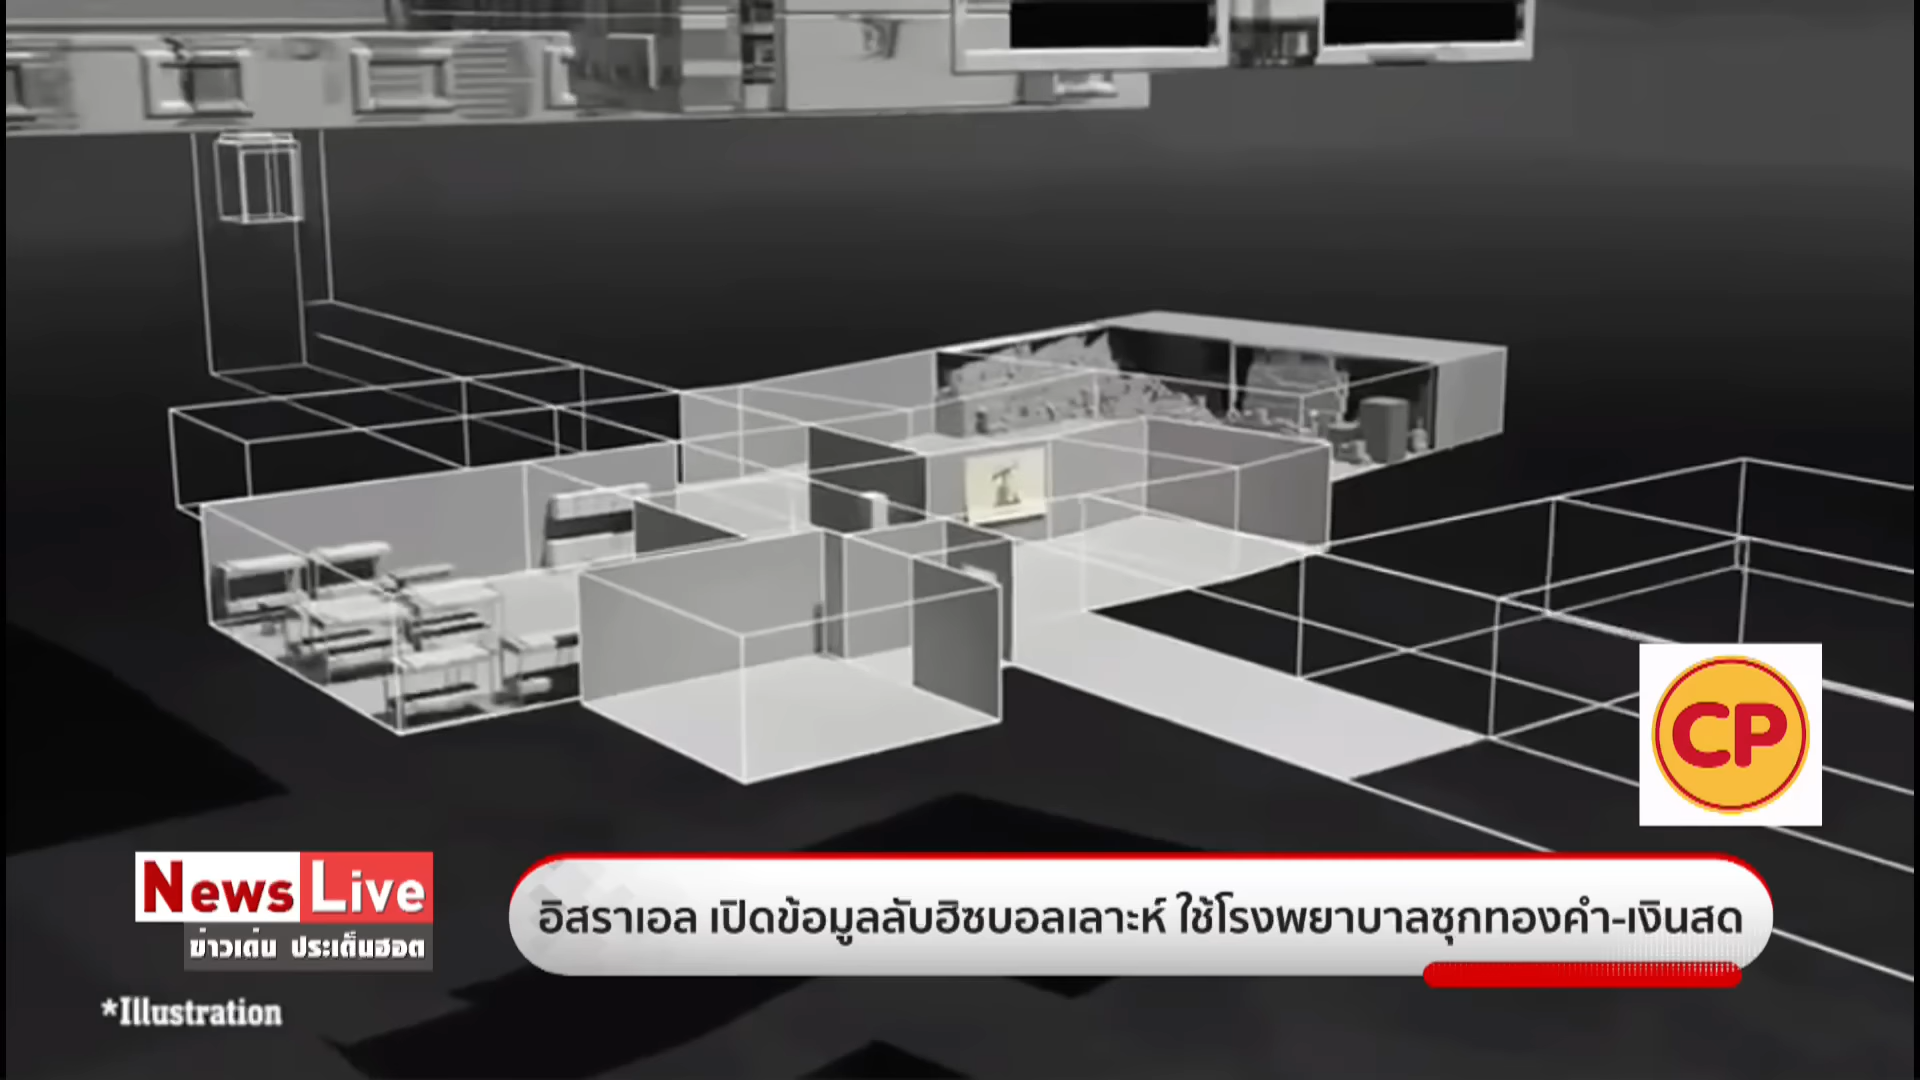 CP
News Live
ข่าวเด่น ประเด็นฮอต
อิสราเอล เปิดข้อมูลลับฮิซบอลเลาะห์ ใช้โรงพยาบาลซุกทองคำ-เงินสด
*Illustration